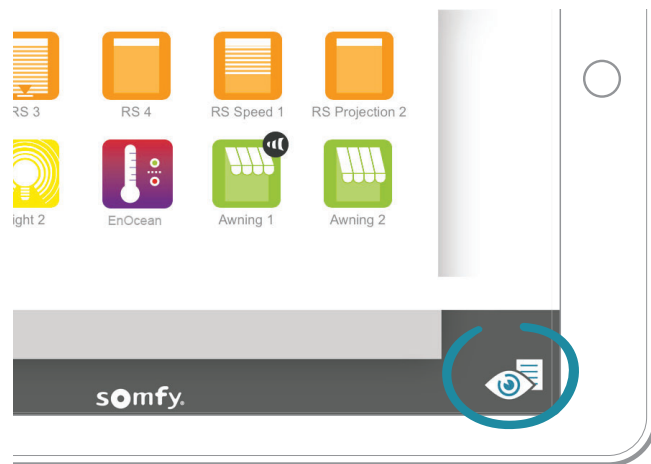 RS 3 RS 4 RS Speed 1 RS Projection 2
ight 2 EnOcean Awning 1 Awning 2
somfy.